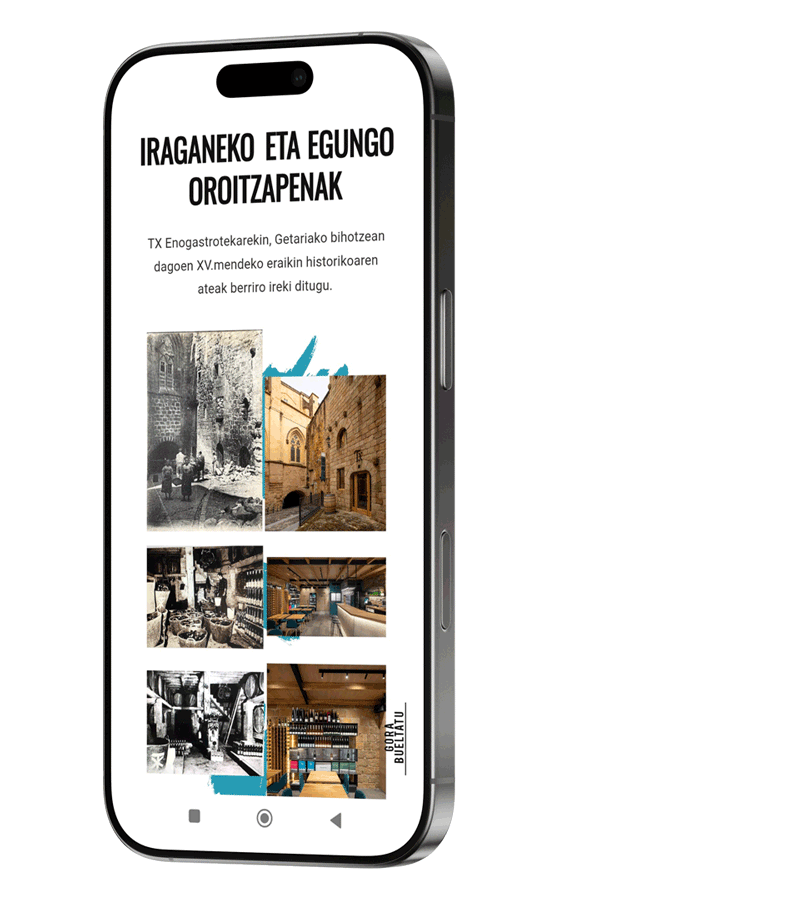 IRAGANEKO ETA EGUNGO
OROITZAPENAK
TX Enogastrotekarekin, Getariako bihotzean
dagoen XV.mendeko eraikin historikoaren
ateak berriro ireki ditugu.
GORA
BUELTATU